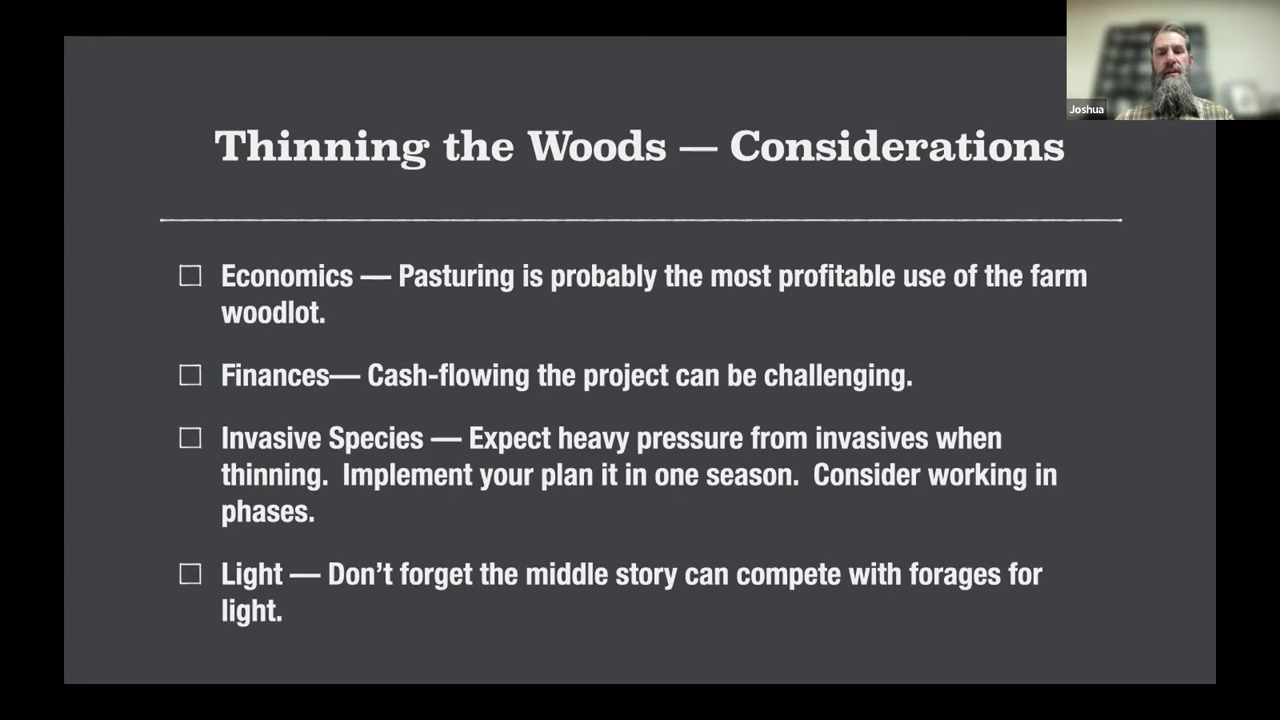 Joshua
Thinning the Woods — Considerations
Economics — Pasturing is probably the most profitable use of the farm
woodlot.
Finances— Cash-flowing the project can be challenging.
Invasive Species — Expect heavy pressure from invasives when
thinning.  Implement your plan it in one season.  Consider working in
phases.
Light — Don’t forget the middle story can compete with forages for
light.